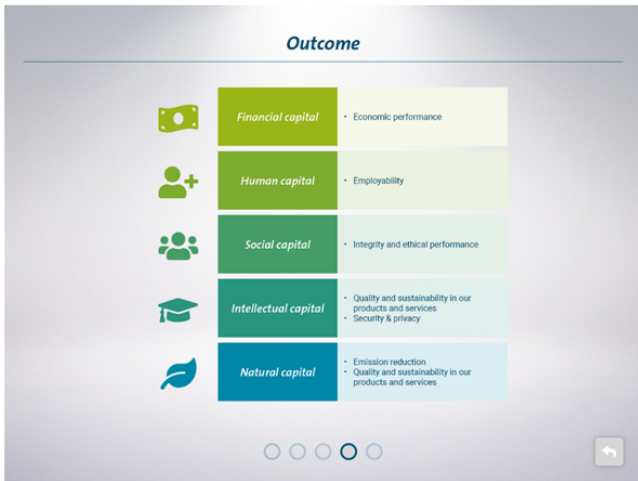 Outcome
Financial capital
• Economic performance
Human capital
• Employability
Social capital
• Integrity and ethical performance
Intellectual capital
• Quality and sustainability in our
products and services
• Security & privacy
Natural capital
• Emission reduction
• Quality and sustainability in our
products and services